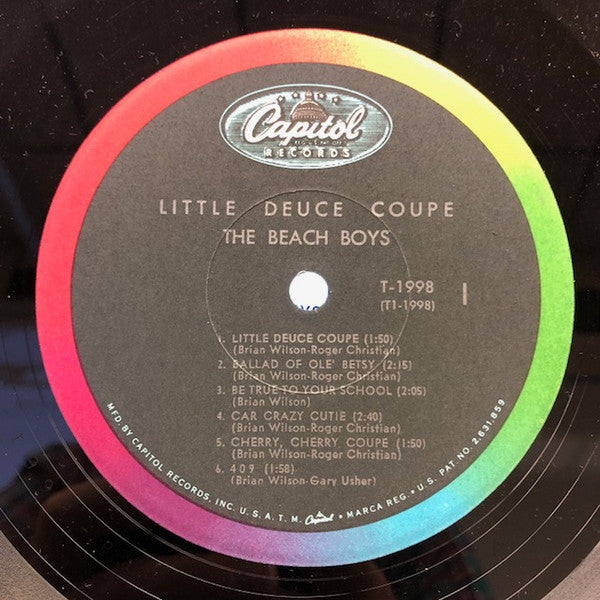 Capitol
RECORDS
LITTLE DEUCE COUPE
THE BEACH BOYS
T-1998
(T1-1998)
1
1. LITTLE DEUCE COUPE (1:50)
(Brian Wilson-Roger Christian)
2. BALLAD OF OLE' BETSY (2:15)
(Brian Wilson-Roger Christian)
3. BE TRUE TO YOUR SCHOOL (2:05)
(Brian Wilson)
4. CAR CRAZY CUTIE (2:40)
(Brian Wilson-Roger Christian)
5. CHERRY, CHERRY COUPE (1:50)
(Brian Wilson-Roger Christian)
6. 409 (1:58)
(Brian Wilson-Gary Usher)
MFD. BY CAPITOL RECORDS, INC. U.S.A. T.M. Capitol • MARCA REG. • U.S. PAT. NO. 2,631,859